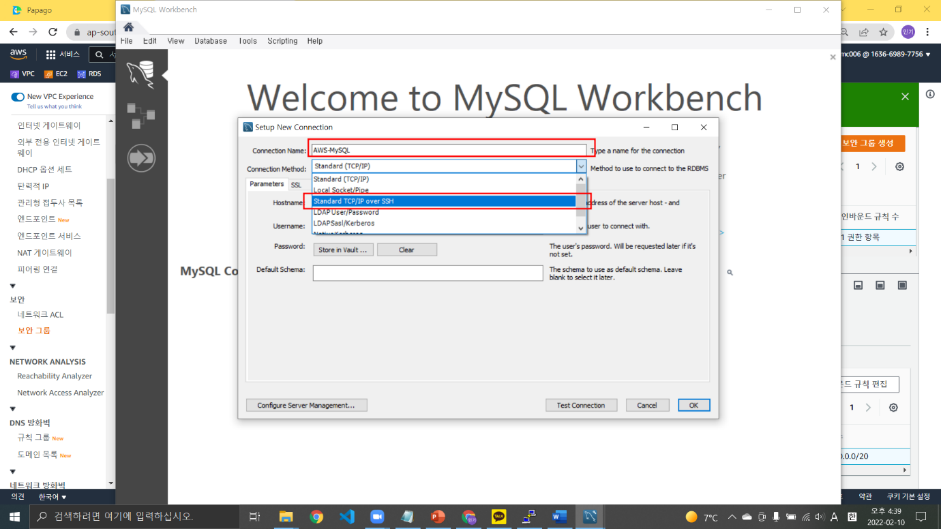 Papago
MySQL Workbench
ap-sout
인기
File Edit View Database Tools Scripting Help
aws
서비스
mc006 @ 1636-6989-7756
VPC EC2 RDS
New VPC Experience
Tell us what you think
인터넷 게이트웨이
외부 전용 인터넷 게이트
웨이
DHCP 옵션 세트
탄력적 IP
관리형 접두사 목록
엔드포인트 New
엔드포인트 서비스
NAT 게이트웨이
피어링 연결
보안
네트워크 ACL
보안 그룹
NETWORK ANALYSIS
Reachability Analyzer
Network Access Analyzer
DNS 방화벽
규칙 그룹 New
도메인 목록 New
네트워크 방화벽
의견 한국어
Welcome to MySQL Workbench
MySQL Co
Setup New Connection
Connection Name: AWS-MySQL Type a name for the connection
Connection Method: Standard (TCP/IP) Method to use to connect to the RDBMS
Standard (TCP/IP)
Local Socket/Pipe
Standard TCP/IP over SSH
LDAP User/Password
LDAP Sasl/Kerberos
Native Kerberos
Parameters SSL
Hostname: address of the server host - and
Username: user to connect with.
Password: Store in Vault ... Clear The user's password. Will be requested later if it's
not set.
Default Schema: The schema to use as default schema. Leave
blank to select it later.
Configure Server Management... Test Connection Cancel OK
보안 그룹 생성
1
인바운드 규칙 수
1 권한 항목
운드 규칙 편집
1
0.0.0/20
약관 쿠키 기본 설정
검색하려면 여기에 입력하십시오.
7°C
A
오후 4:39
2022-02-10